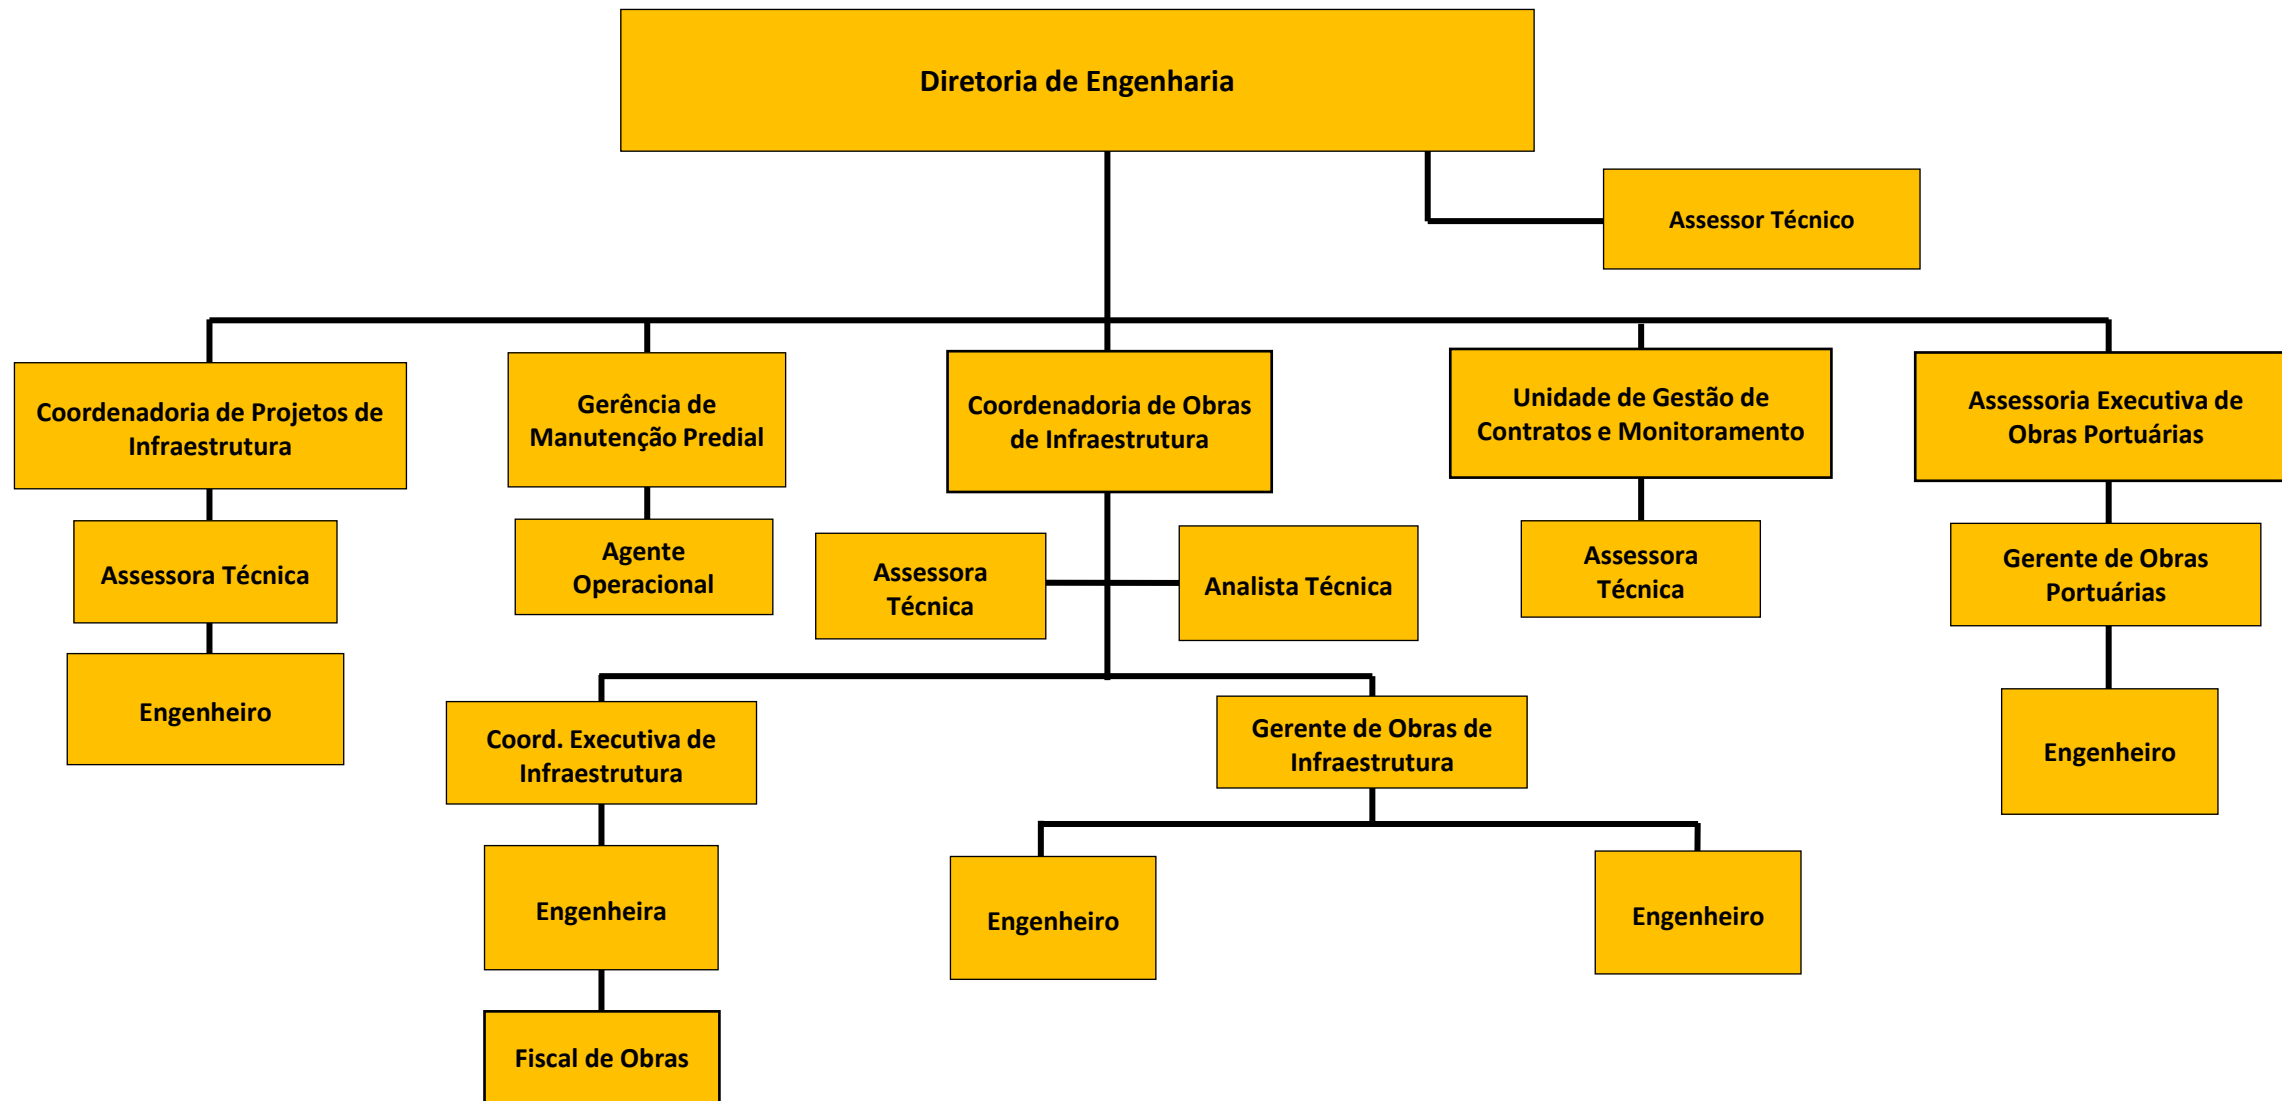 Diretoria de Engenharia
Assessor Técnico
Coordenadoria de Projetos de
Infraestrutura
Gerência de
Manutenção Predial
Coordenadoria de Obras
de Infraestrutura
Unidade de Gestão de
Contratos e Monitoramento
Assessoria Executiva de
Obras Portuárias
Assessora Técnica
Agente
Operacional
Assessora
Técnica
Analista Técnica
Assessora
Técnica
Gerente de Obras
Portuárias
Engenheiro
Coord. Executiva de
Infraestrutura
Gerente de Obras de
Infraestrutura
Engenheiro
Engenheira
Engenheiro
Engenheiro
Fiscal de Obras